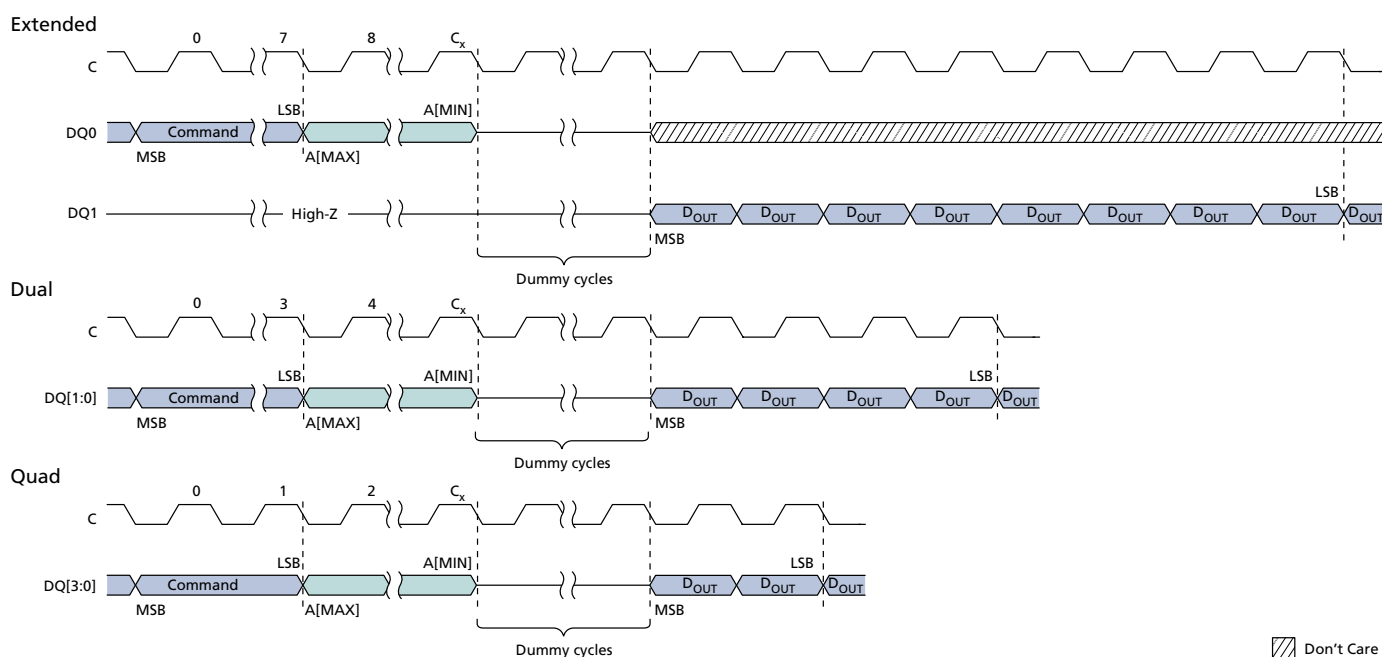 Extended
0 7 8 Cx
C
LSB A[MIN]
DQ0 Command
MSB A[MAX]
LSB
DQ1 High-Z DOUT DOUT DOUT DOUT DOUT DOUT DOUT DOUT DOUT
MSB
Dummy cycles
Dual
0 3 4 Cx
C
LSB A[MIN] LSB
DQ[1:0] Command DOUT DOUT DOUT DOUT DOUT
MSB A[MAX] MSB
Dummy cycles
Quad
0 1 2 Cx
C
LSB A[MIN] LSB
DQ[3:0] Command DOUT DOUT DOUT
MSB A[MAX] MSB
Dummy cycles
Don't Care